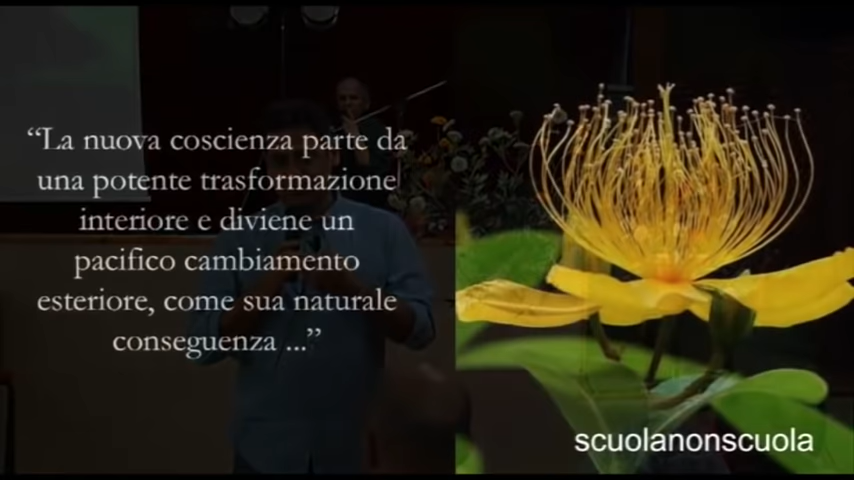 “La nuova coscienza parte da
una potente trasformazione
interiore e diviene un
pacifico cambiamento
esteriore, come sua naturale
conseguenza ...”
scuolanonscuola